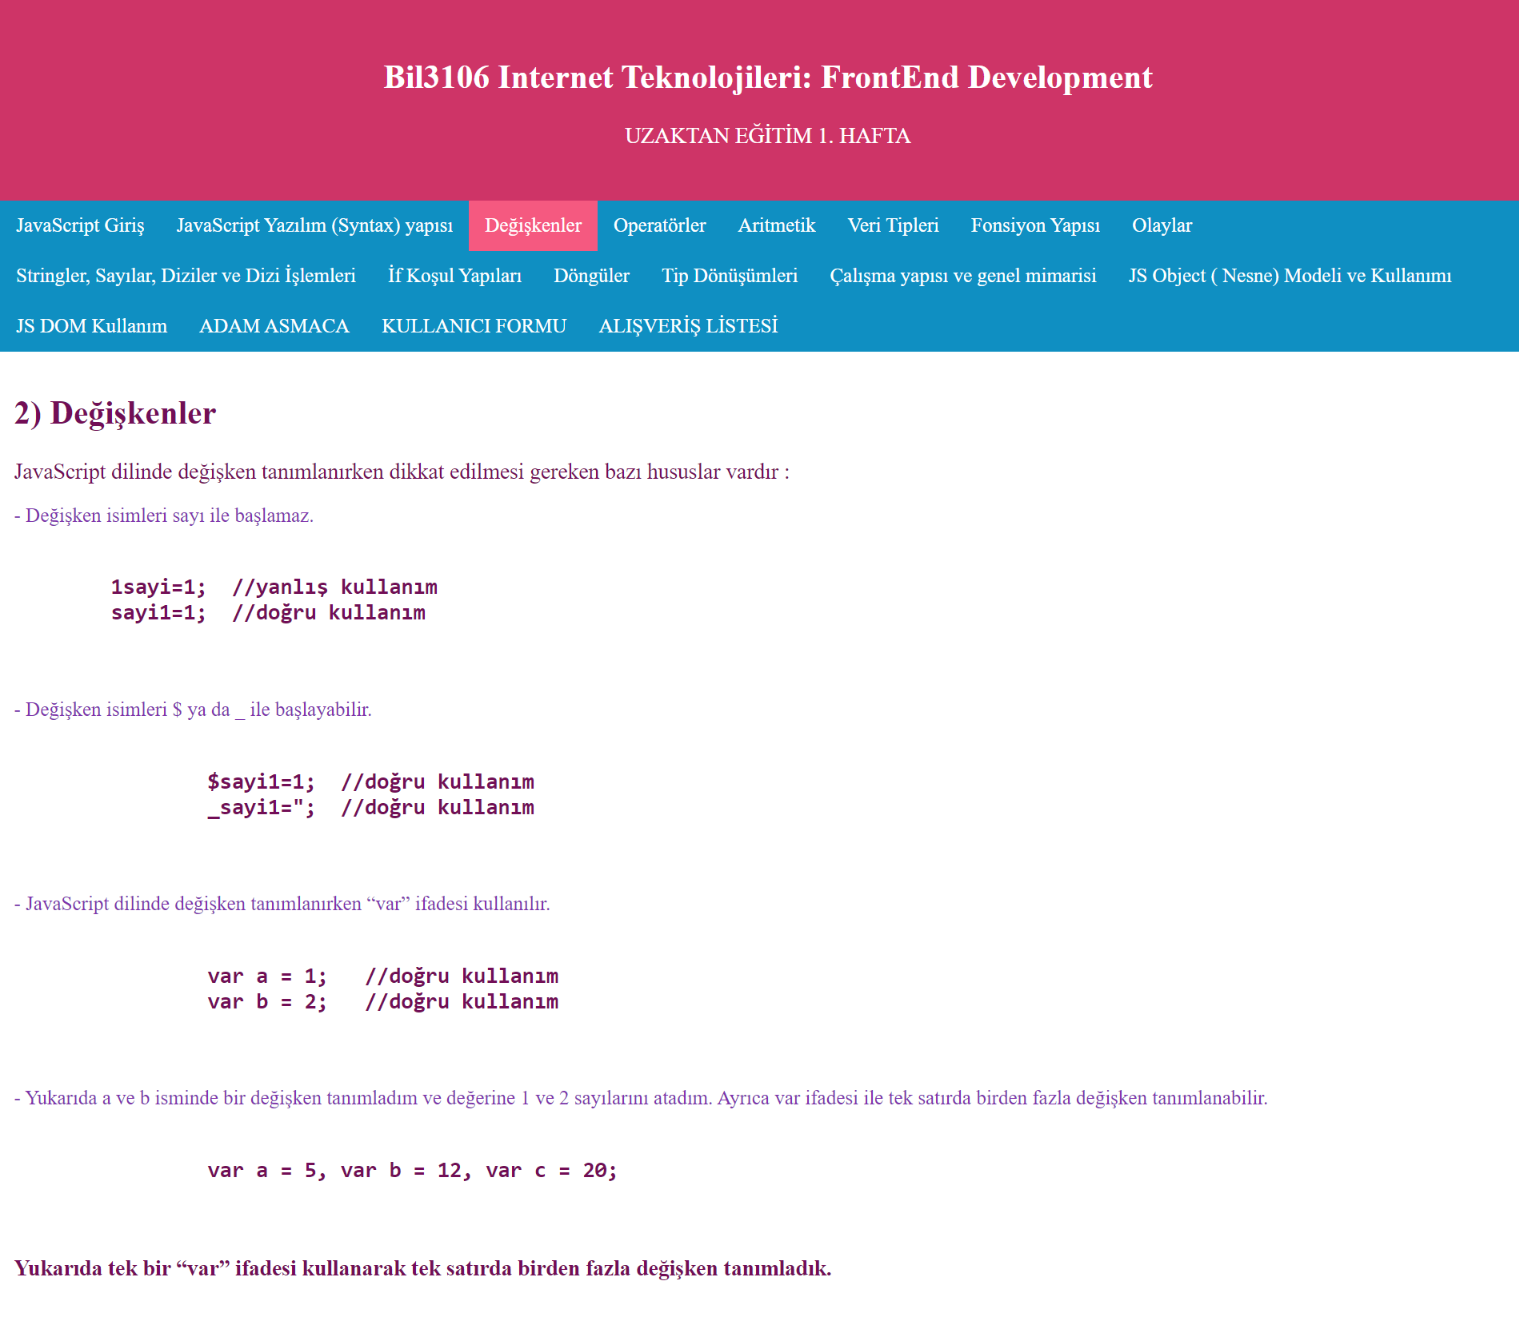 Bil3106 Internet Teknolojileri: FrontEnd Development
UZAKTAN EĞİTİM 1. HAFTA
JavaScript Giriş JavaScript Yazılım (Syntax) yapısı Değişkenler Operatörler Aritmetik Veri Tipleri Fonsiyon Yapısı Olaylar
Stringler, Sayılar, Diziler ve Dizi İşlemleri İf Koşul Yapıları Döngüler Tip Dönüşümleri Çalışma yapısı ve genel mimarisi JS Object ( Nesne) Modeli ve Kullanımı
JS DOM Kullanım ADAM ASMACA KULLANICI FORMU ALIŞVERİŞ LİSTESİ
2) Değişkenler
JavaScript dilinde değişken tanımlanırken dikkat edilmesi gereken bazı hususlar vardır :
- Değişken isimleri sayı ile başlamaz.
1sayi=1;  //yanlış kullanım
sayi1=1;  //doğru kullanım
- Değişken isimleri $ ya da _ ile başlayabilir.
$sayi1=1;  //doğru kullanım
_sayi1=";  //doğru kullanım
- JavaScript dilinde değişken tanımlanırken “var” ifadesi kullanılır.
var a = 1;   //doğru kullanım
var b = 2;   //doğru kullanım
- Yukarıda a ve b isminde bir değişken tanımladım ve değerine 1 ve 2 sayılarını atadım. Ayrıca var ifadesi ile tek satırda birden fazla değişken tanımlanabilir.
var a = 5, var b = 12, var c = 20;
Yukarıda tek bir “var” ifadesi kullanarak tek satırda birden fazla değişken tanımladık.